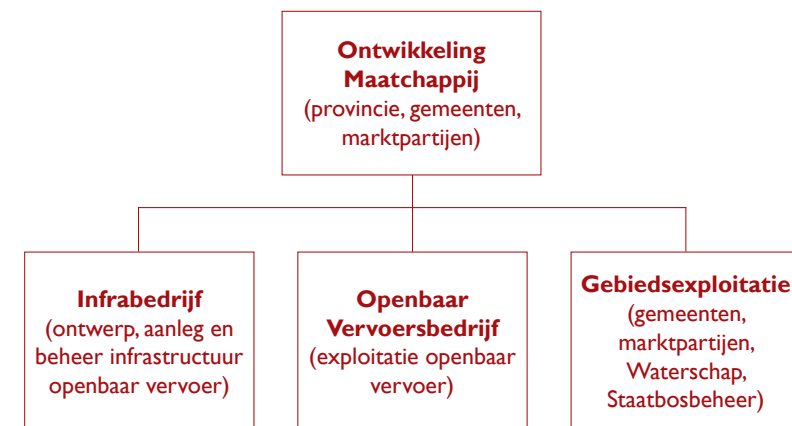 Ontwikkeling
Maatchappij
(provincie, gemeenten,
marktpartijen)
Infrabedrijf
(ontwerp, aanleg en
beheer infrastructuur
openbaar vervoer)
Openbaar
Vervoersbedrijf
(exploitatie openbaar
vervoer)
Gebiedsexploitatie
(gemeenten,
marktpartijen,
Waterschap,
Staatbosbeheer)